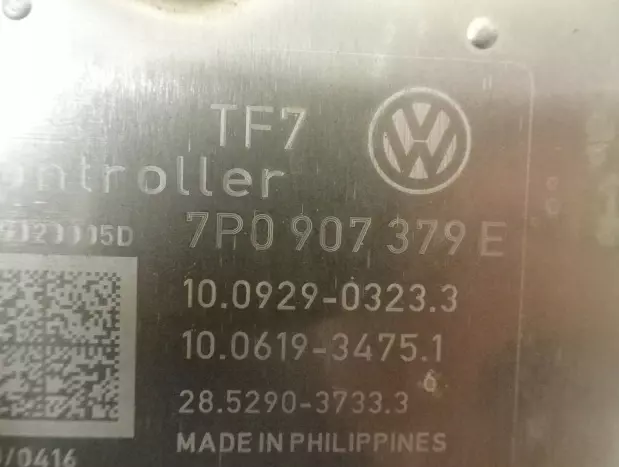 TF7
ontroller
7P0 907 379 E
10.0929-0323.3
10.0619-3475.1
28.5290-3733.3
MADE IN PHILIPPINES
/0416